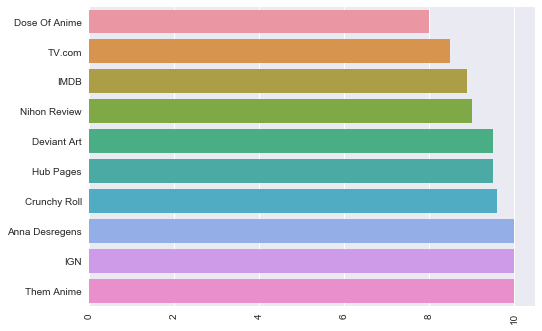 Dose Of Anime
TV.com
IMDB
Nihon Review
Deviant Art
Hub Pages
Crunchy Roll
Anna Desregens
IGN
Them Anime
0 2 4 6 8 10